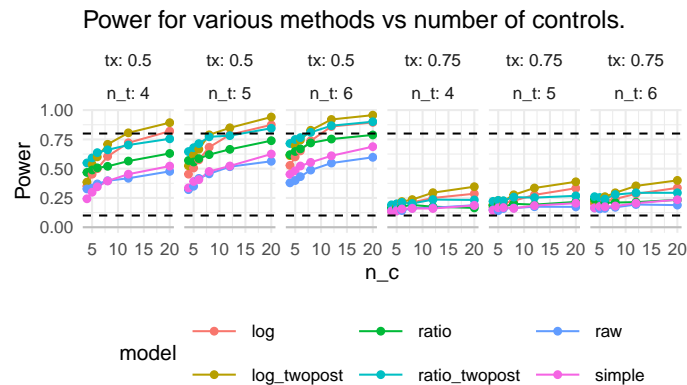 Power for various methods vs number of controls.
tx: 0.5 tx: 0.5 tx: 0.5 tx: 0.75 tx: 0.75 tx: 0.75
n_t: 4 n_t: 5 n_t: 6 n_t: 4 n_t: 5 n_t: 6
1.00
0.75
0.50
0.25
0.00
Power
5 10 15 20 5 10 15 20 5 10 15 20 5 10 15 20 5 10 15 20 5 10 15 20
n_c
model
log ratio raw
log_twopost ratio_twopost simple